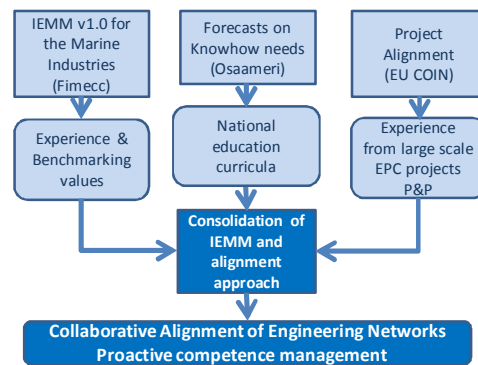 IEMM v1.0 for
the Marine
Industries
(Fimecc)
Forecasts on
Knowhow needs
(Osaameri)
Project
Alignment
(EU COIN)
Experience &
Benchmarking
values
National
education
curricula
Experience
from large scale
EPC projects
P&P
Consolidation of
IEMM and
alignment
approach
Collaborative Alignment of Engineering Networks
Proactive competence management